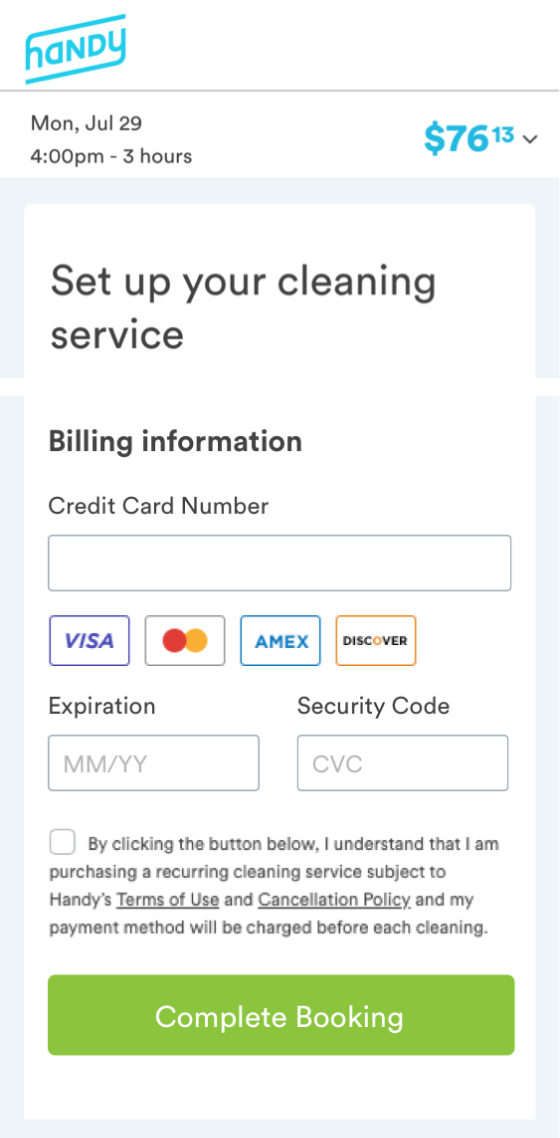 HANDY
Mon, Jul 29
4:00pm - 3 hours
$76 13
Set up your cleaning
service
Billing information
Credit Card Number
VISA
AMEX
DISCOVER
Expiration
Security Code
MM/YY
CVC
By clicking the button below, I understand that I am
purchasing a recurring cleaning service subject to
Handy's Terms of Use and Cancellation Policy and my
payment method will be charged before each cleaning.
Complete Booking